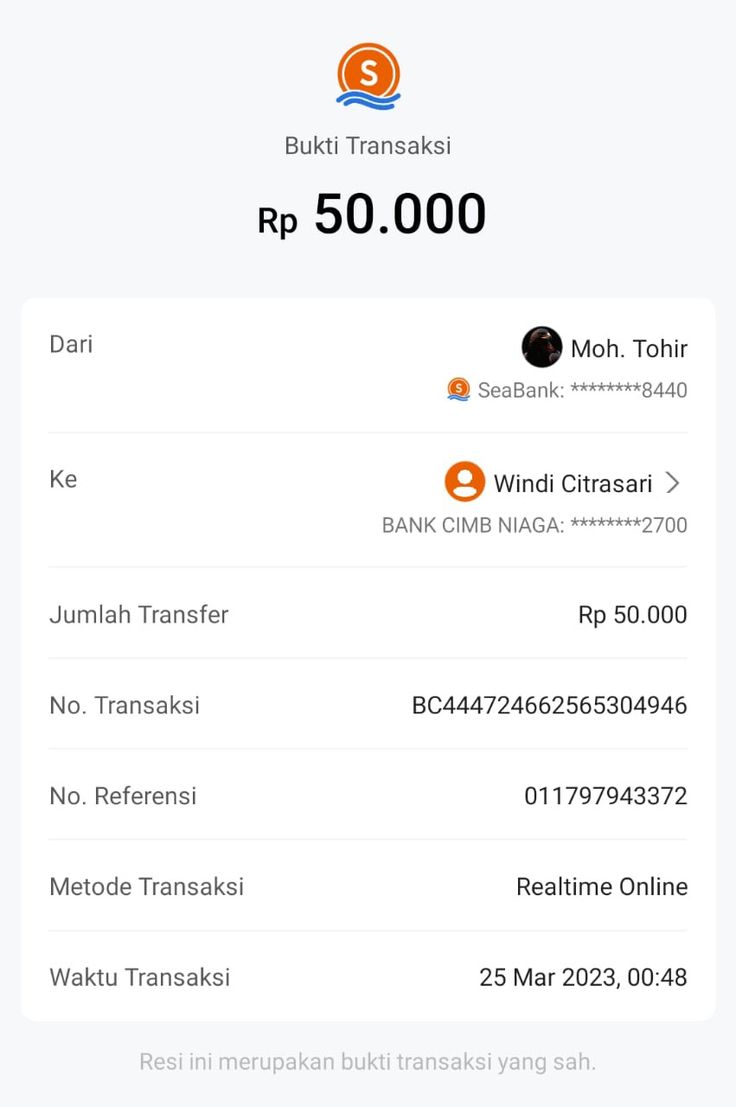 S
Bukti Transaksi
Rp 50.000
Dari
Moh. Tohir
S SeaBank: ********8440
Ke
Windi Citrasari
BANK CIMB NIAGA: ********2700
Jumlah Transfer Rp 50.000
No. Transaksi BC444724662565304946
No. Referensi 011797943372
Metode Transaksi Realtime Online
Waktu Transaksi 25 Mar 2023, 00:48
Resi ini merupakan bukti transaksi yang sah.